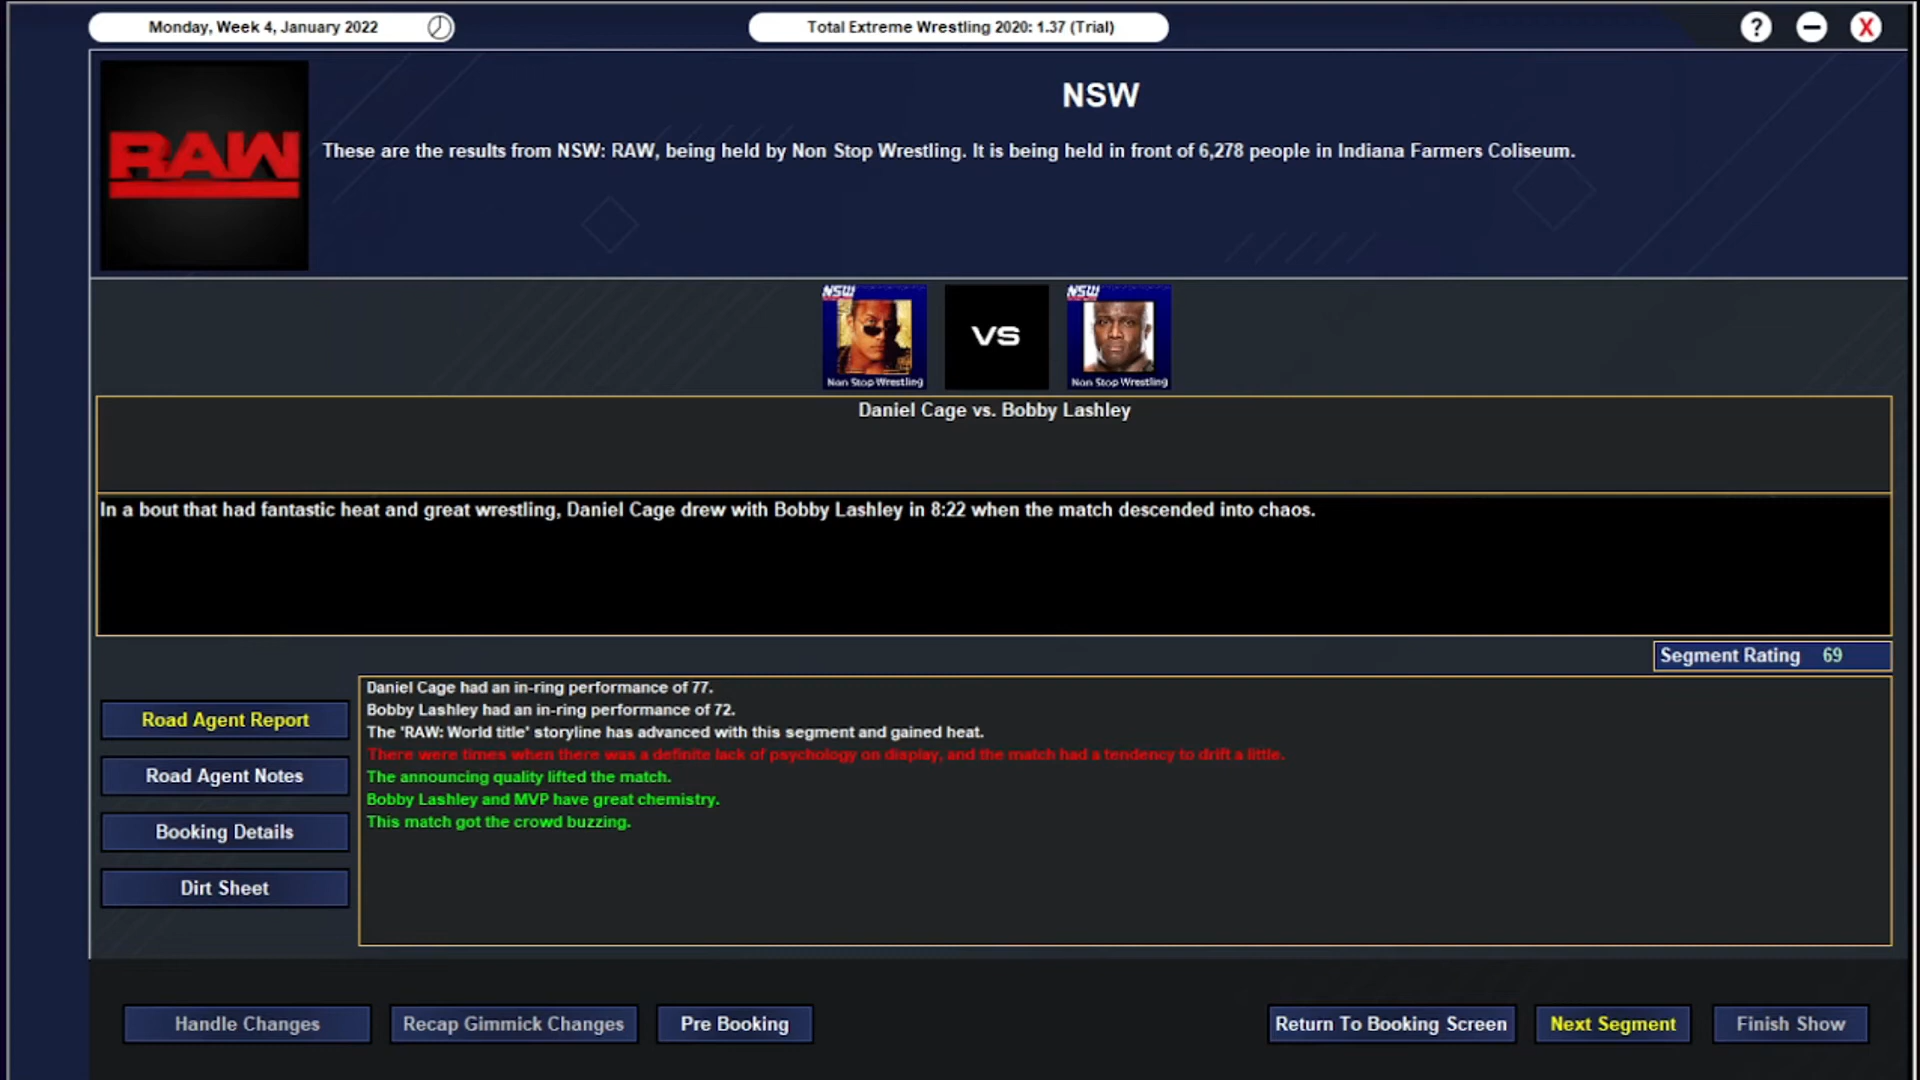 Monday, Week 4, January 2022
Total Extreme Wrestling 2020: 1.37 (Trial)
? – X
RAW
NSW
These are the results from NSW: RAW, being held by Non Stop Wrestling. It is being held in front of 6,278 people in Indiana Farmers Coliseum.
NSW
Non Stop Wrestling
VS
NSW
Non Stop Wrestling
Daniel Cage vs. Bobby Lashley
In a bout that had fantastic heat and great wrestling, Daniel Cage drew with Bobby Lashley in 8:22 when the match descended into chaos.
Segment Rating 69
Road Agent Report
Road Agent Notes
Booking Details
Dirt Sheet
Daniel Cage had an in-ring performance of 77.
Bobby Lashley had an in-ring performance of 72.
The 'RAW: World title' storyline has advanced with this segment and gained heat.
There were times when there was a definite lack of psychology on display, and the match had a tendency to drift a little.
The announcing quality lifted the match.
Bobby Lashley and MVP have great chemistry.
This match got the crowd buzzing.
Handle Changes
Recap Gimmick Changes
Pre Booking
Return To Booking Screen
Next Segment
Finish Show